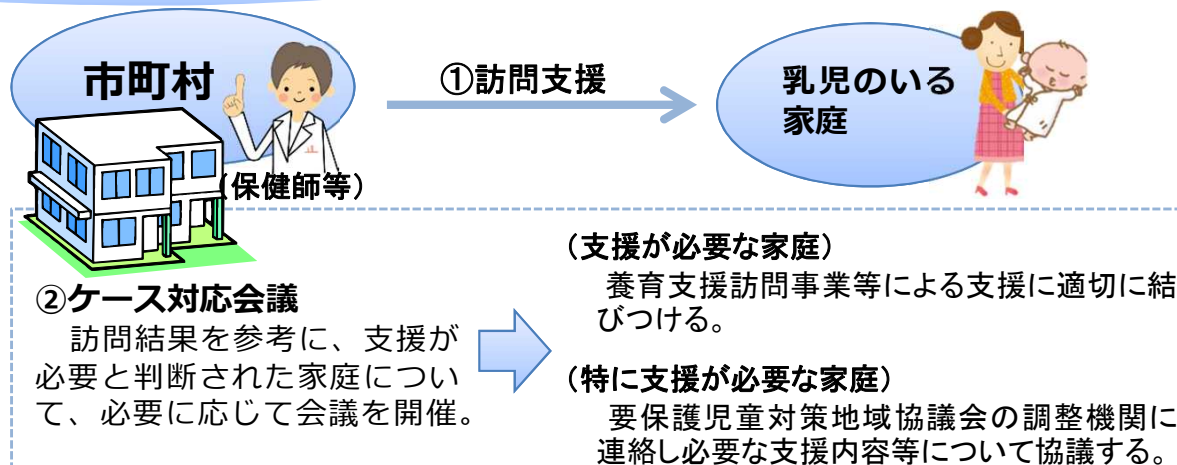 市町村
(保健師等)
①訪問支援
乳児のいる
家庭
②ケース対応会議
訪問結果を参考に、支援が
必要と判断された家庭につい
て、必要に応じて会議を開催。
(支援が必要な家庭)
養育支援訪問事業等による支援に適切に結
びつける。
(特に支援が必要な家庭)
要保護児童対策地域協議会の調整機関に
連絡し必要な支援内容等について協議する。